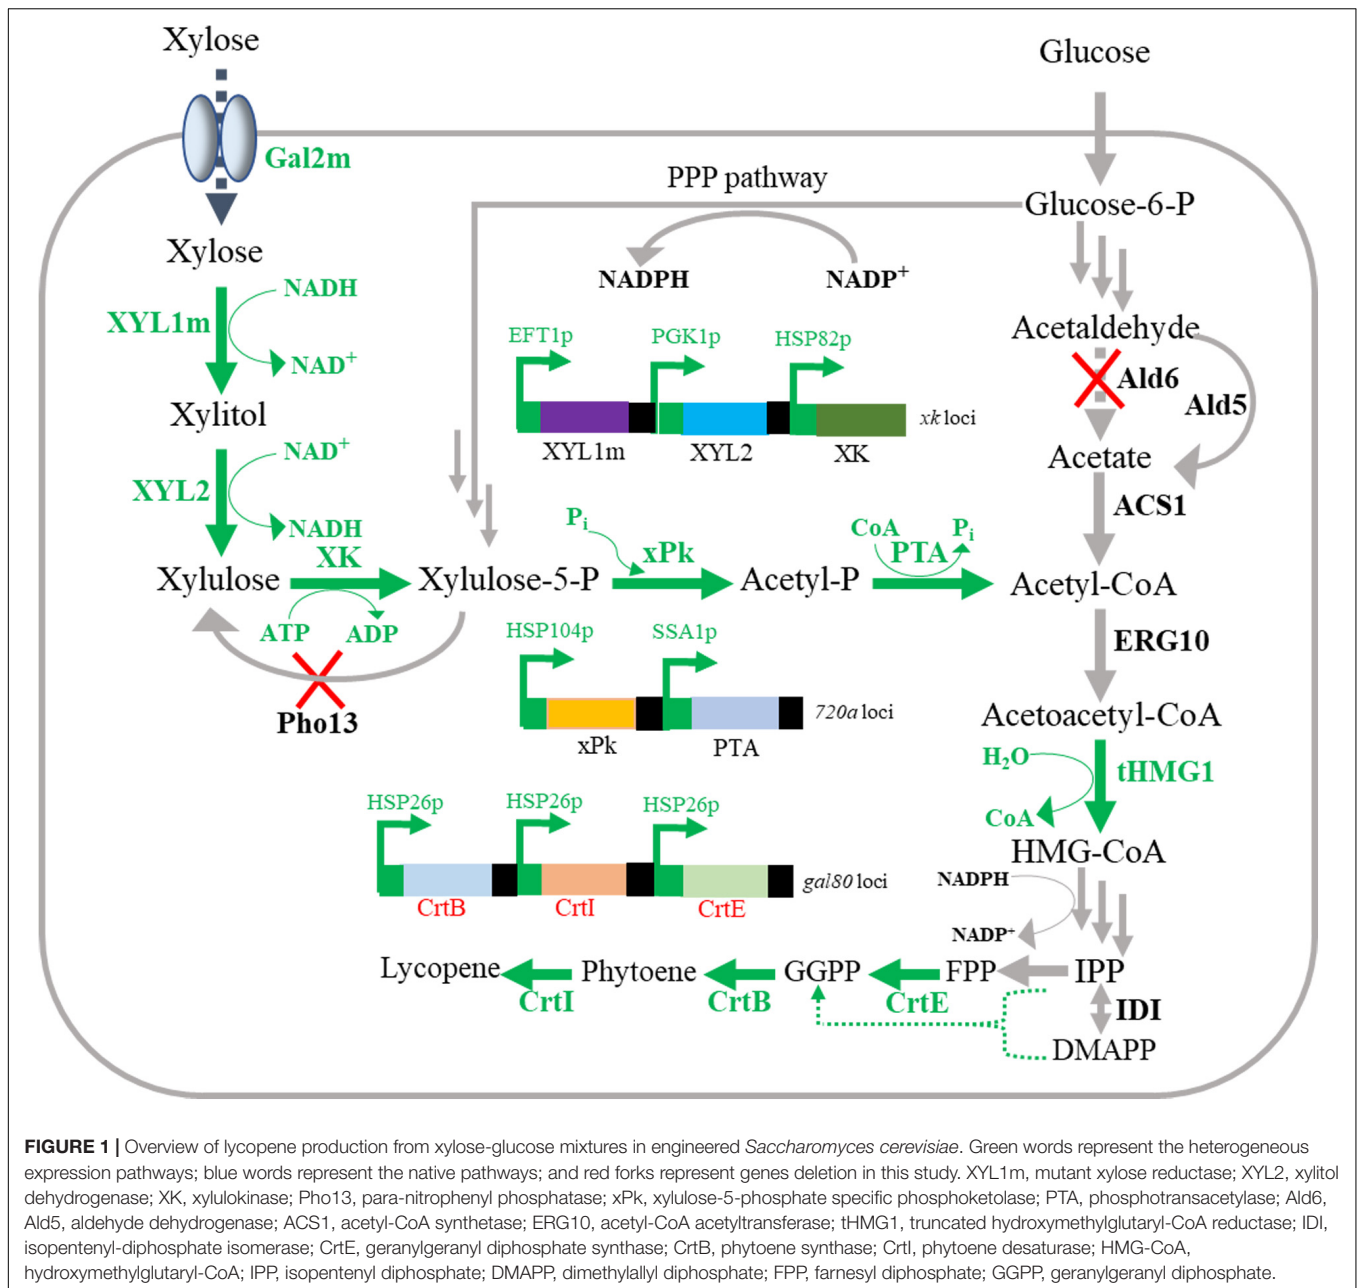 Xylose
Glucose
Gal2m
PPP pathway
Glucose-6-P
Xylose
NADPH
NADP+
NADH
XYL1m
NAD+
EFT1p
PGK1p
HSP82p
Acetaldehyde
Ald6
Ald5
Xylitol
xk loci
XYL1m
XYL2
XK
NAD+
XYL2
NADH
Acetate
ACS1
XK
Pi
xPk
CoA
PTA
Pi
Xylulose
Xylulose-5-P
Acetyl-P
Acetyl-CoA
ATP
ADP
HSP104p
SSA1p
ERG10
Pho13
720a loci
xPk
PTA
Acetoacetyl-CoA
H2O
tHMG1
CoA
HSP26p
HSP26p
HSP26p
HMG-CoA
gal80 loci
CrtB
CrtI
CrtE
NADPH
NADP+
Lycopene
Phytoene
GGPP
FPP
IPP
CrtI
CrtB
CrtE
IDI
DMAPP
FIGURE 1 | Overview of lycopene production from xylose-glucose mixtures in engineered Saccharomyces cerevisiae. Green words represent the heterogeneous
expression pathways; blue words represent the native pathways; and red forks represent genes deletion in this study. XYL1m, mutant xylose reductase; XYL2, xylitol
dehydrogenase; XK, xylulokinase; Pho13, para-nitrophenyl phosphatase; xPk, xylulose-5-phosphate specific phosphoketolase; PTA, phosphotransacetylase; Ald6,
Ald5, aldehyde dehydrogenase; ACS1, acetyl-CoA synthetase; ERG10, acetyl-CoA acetyltransferase; tHMG1, truncated hydroxymethylglutaryl-CoA reductase; IDI,
isopentenyl-diphosphate isomerase; CrtE, geranylgeranyl diphosphate synthase; CrtB, phytoene synthase; CrtI, phytoene desaturase; HMG-CoA,
hydroxymethylglutaryl-CoA; IPP, isopentenyl diphosphate; DMAPP, dimethylallyl diphosphate; FPP, farnesyl diphosphate; GGPP, geranylgeranyl diphosphate.